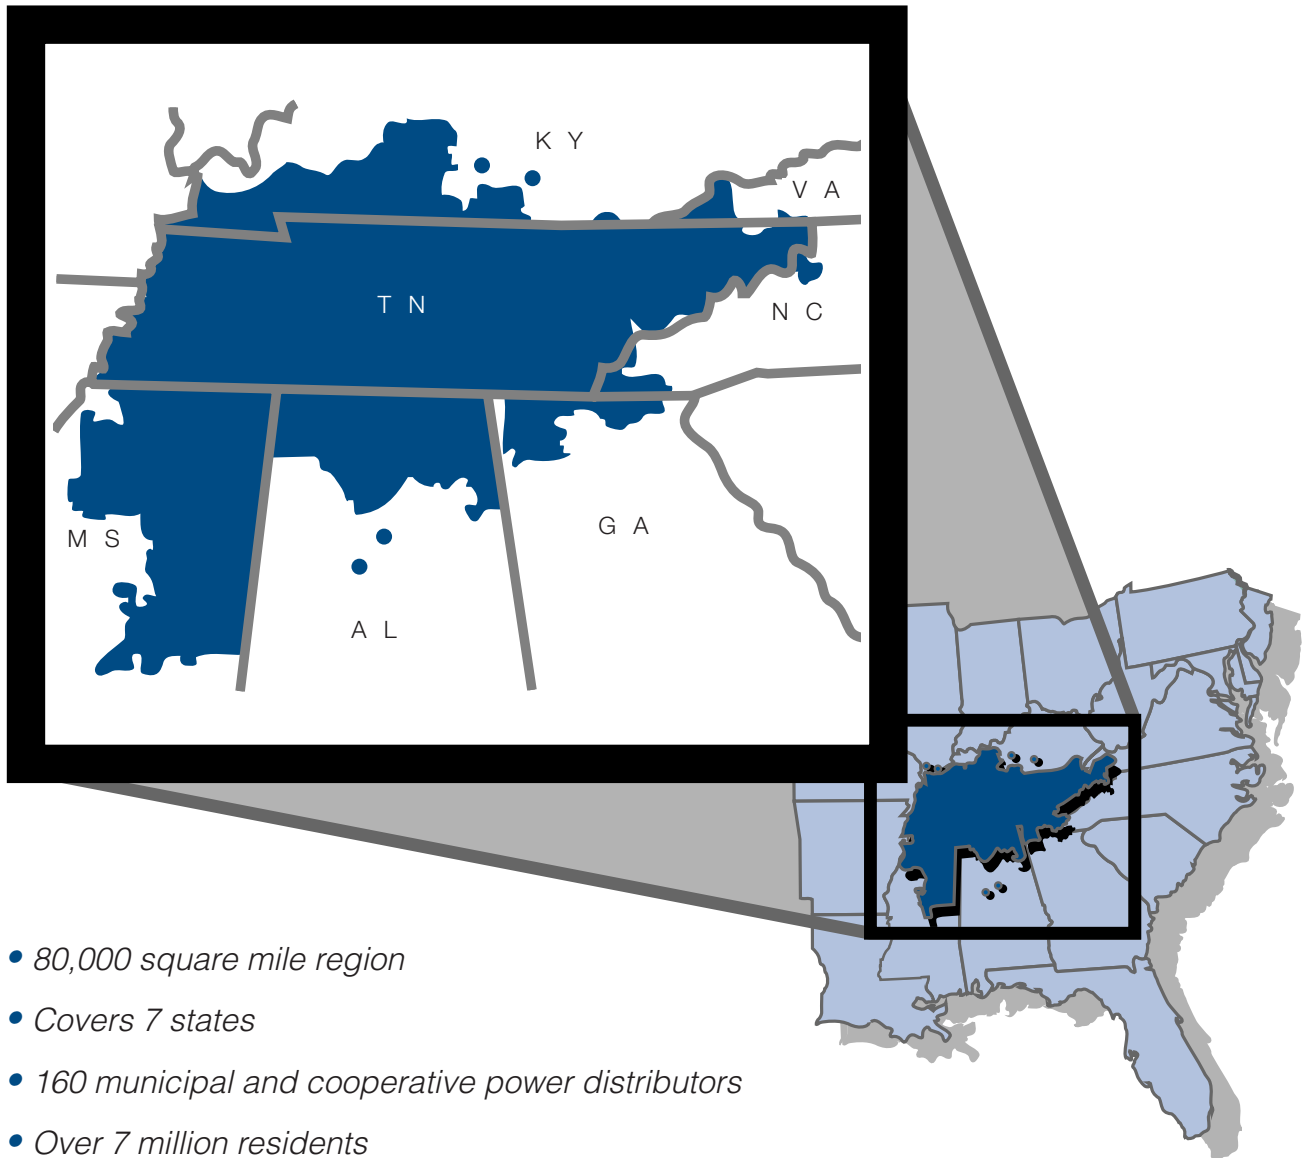 K Y
V A
T N
N C
M S
G A
A L
• 80,000 square mile region
• Covers 7 states
• 160 municipal and cooperative power distributors
• Over 7 million residents